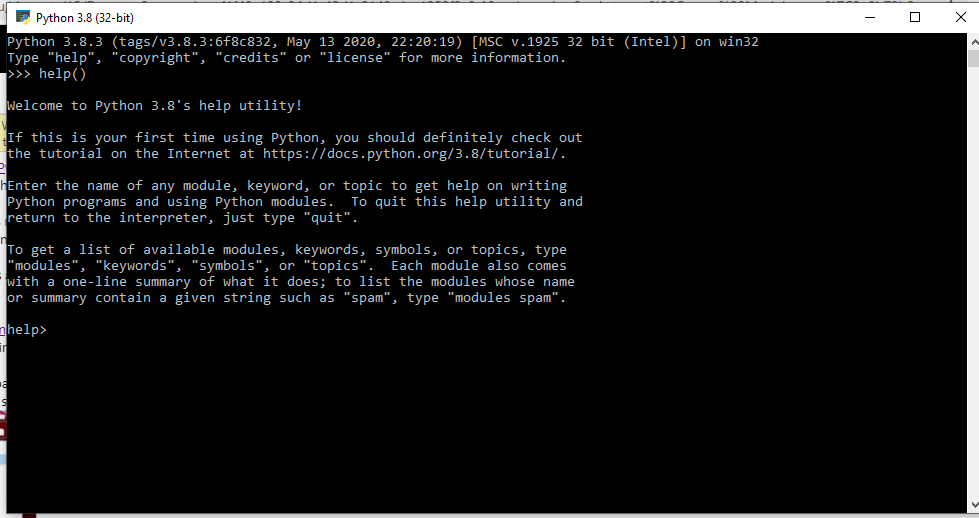 Python 3.8 (32-bit)
Python 3.8.3 (tags/v3.8.3:6f8c832, May 13 2020, 22:20:19) [MSC v.1925 32 bit (Intel)] on win32
Type "help", "copyright", "credits" or "license" for more information.
>>> help()
Welcome to Python 3.8's help utility!
If this is your first time using Python, you should definitely check out
the tutorial on the Internet at https://docs.python.org/3.8/tutorial/.
Enter the name of any module, keyword, or topic to get help on writing
Python programs and using Python modules.  To quit this help utility and
return to the interpreter, just type "quit".
To get a list of available modules, keywords, symbols, or topics, type
"modules", "keywords", "symbols", or "topics".  Each module also comes
with a one-line summary of what it does; to list the modules whose name
or summary contain a given string such as "spam", type "modules spam".
help>